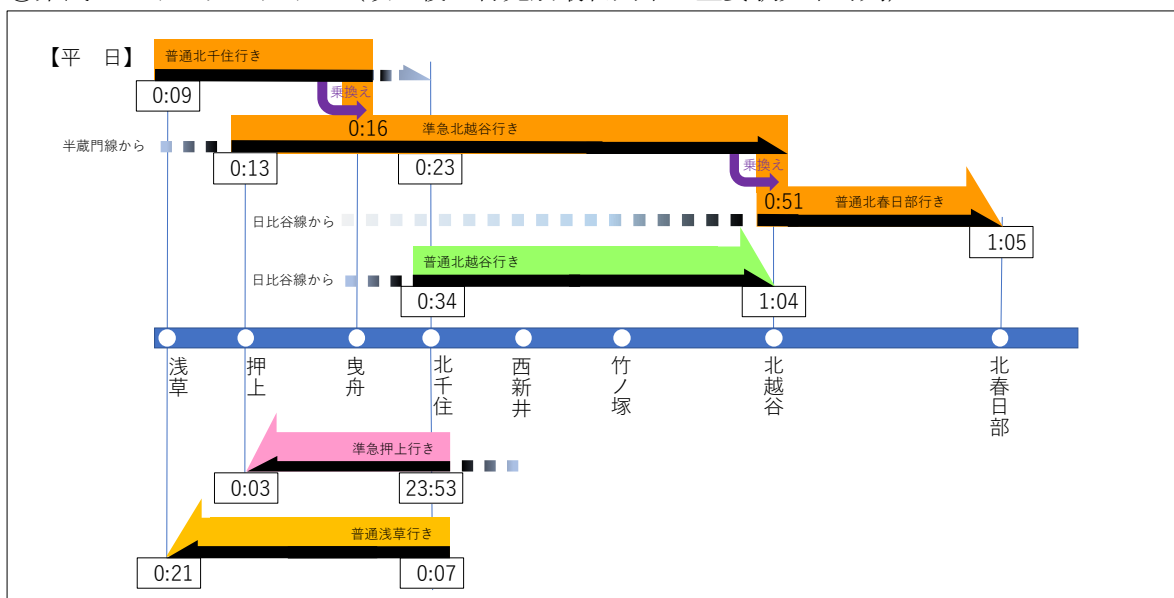 【平　日】
普通北千住行き
0:09
乗換え
半蔵門線から
0:16
準急北越谷行き
0:13
0:23
乗換え
日比谷線から
0:51
普通北春日部行き
1:05
普通北越谷行き
日比谷線から
0:34
1:04
浅草
押上
曳舟
北千住
西新井
竹ノ塚
北越谷
北春日部
準急押上行き
0:03
23:53
普通浅草行き
0:21
0:07